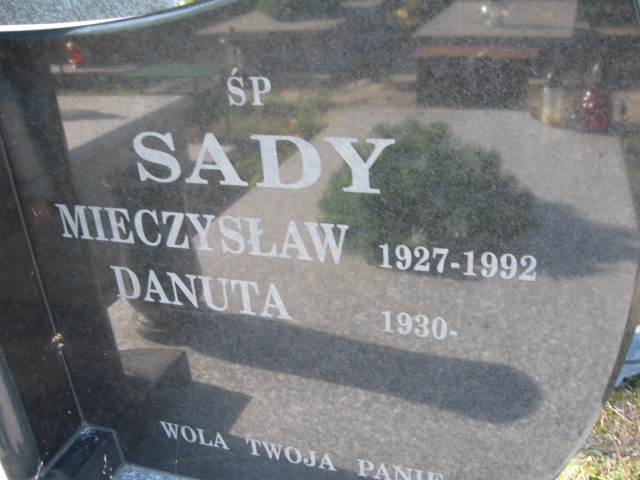 ŚP
SADY
MIECZYSŁAW 1927-1992
DANUTA 1930-
WOLA TWOJA PANIE